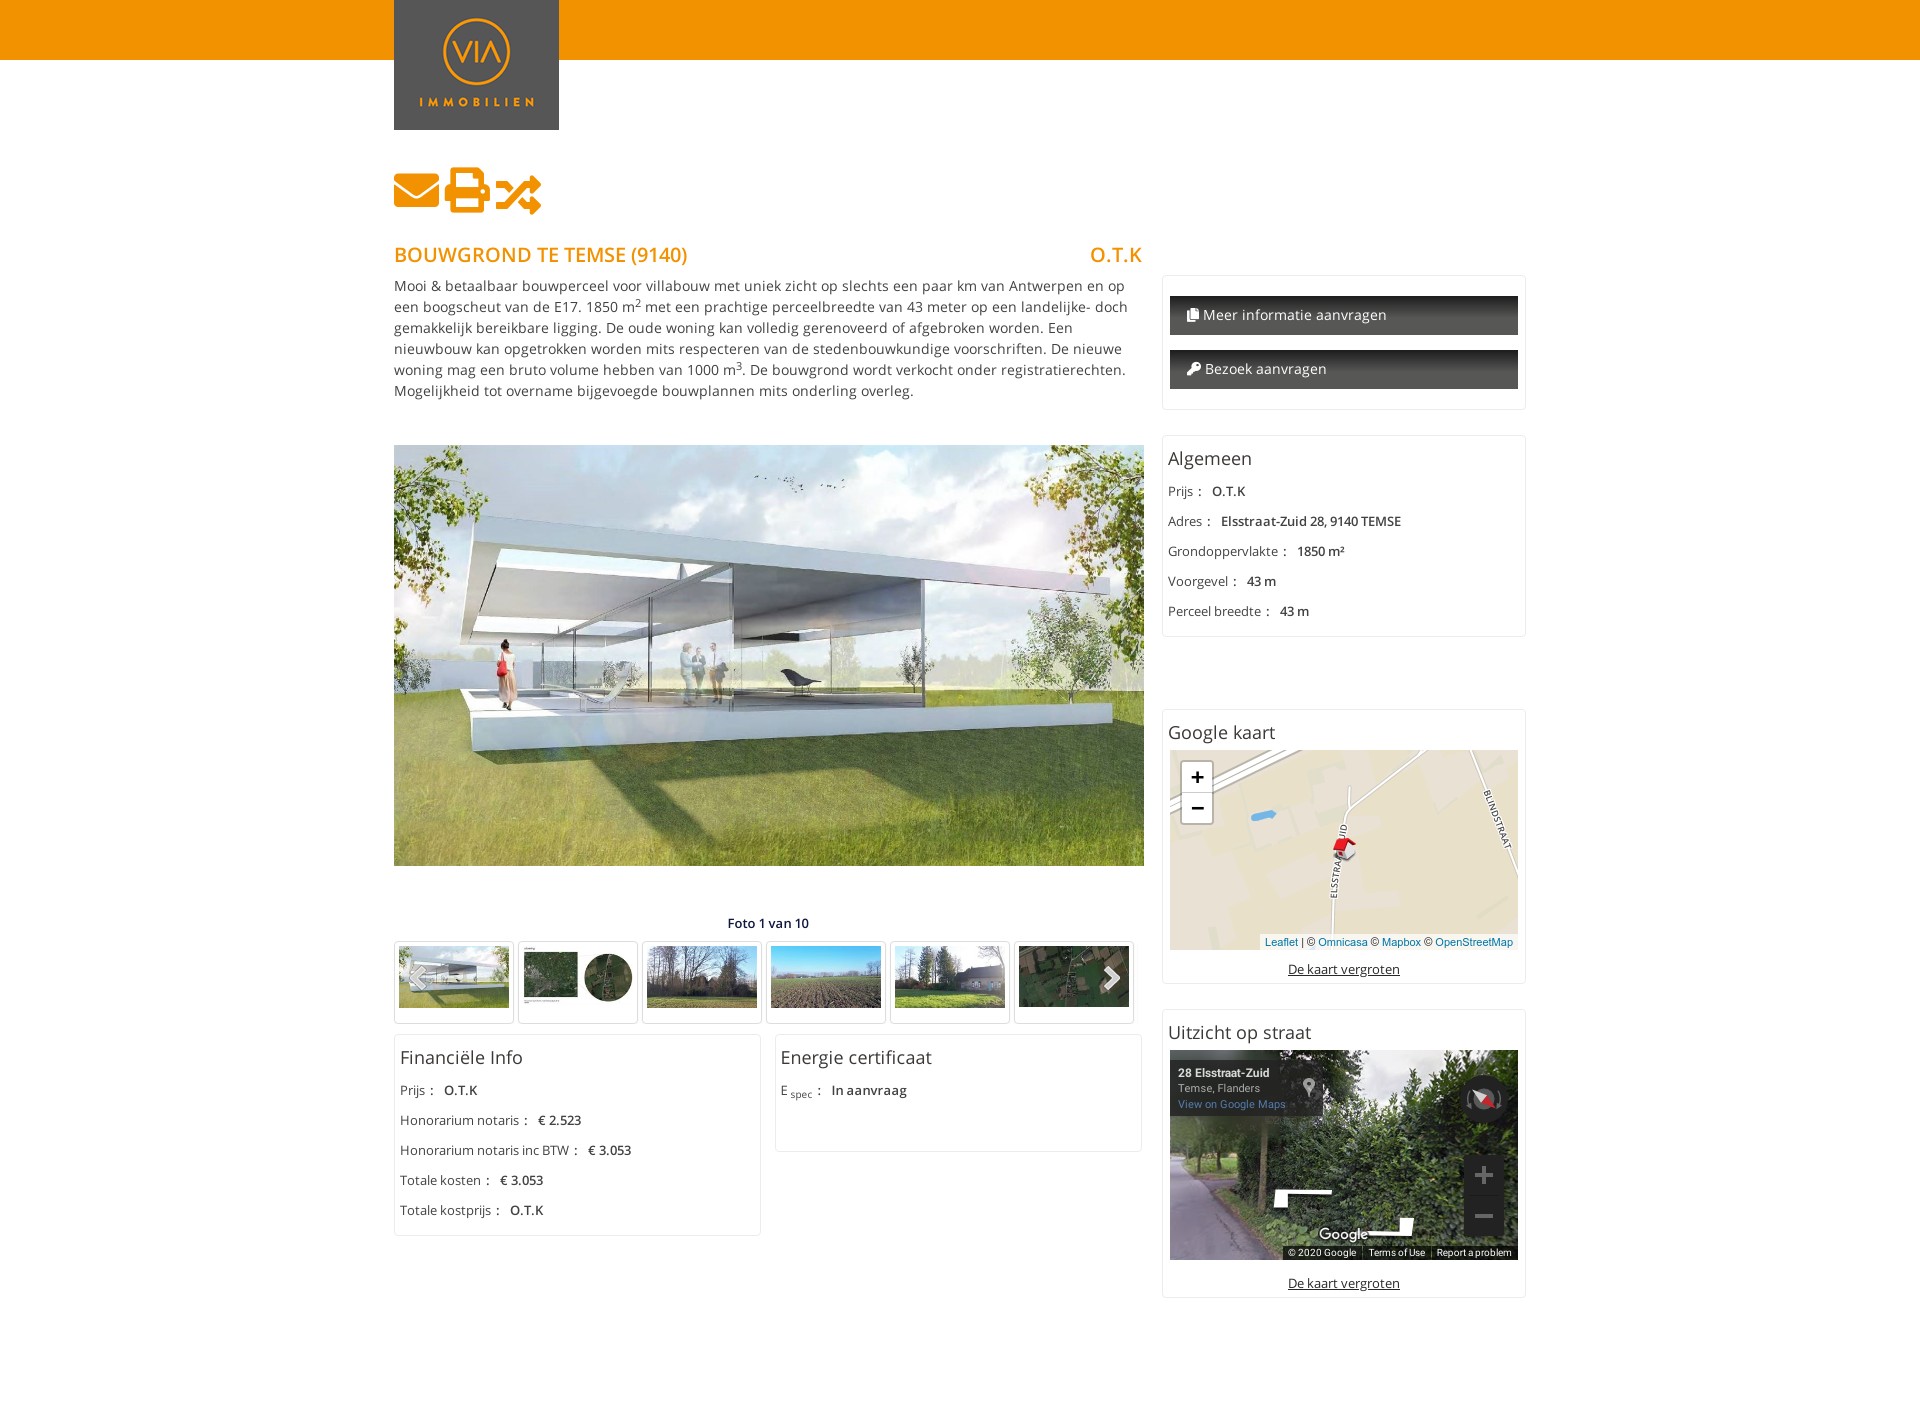 VIA
IMMOBILIEN
BOUWGROND TE TEMSE (9140)
O.T.K
Mooi & betaalbaar bouwperceel voor villabouw met uniek zicht op slechts een paar km van Antwerpen en op
een boogscheut van de E17. 1850 m2 met een prachtige perceelbreedte van 43 meter op een landelijke- doch
gemakkelijk bereikbare ligging. De oude woning kan volledig gerenoveerd of afgebroken worden. Een
nieuwbouw kan opgetrokken worden mits respecteren van de stedenbouwkundige voorschriften. De nieuwe
woning mag een bruto volume hebben van 1000 m3. De bouwgrond wordt verkocht onder registratierechten.
Mogelijkheid tot overname bijgevoegde bouwplannen mits onderling overleg.
Foto 1 van 10
Financiële Info
Prijs : O.T.K
Honorarium notaris : € 2.523
Honorarium notaris inc BTW : € 3.053
Totale kosten : € 3.053
Totale kostprijs : O.T.K
Energie certificaat
E spec : In aanvraag
Meer informatie aanvragen
Bezoek aanvragen
Algemeen
Prijs : O.T.K
Adres : Elsstraat-Zuid 28, 9140 TEMSE
Grondoppervlakte : 1850 m²
Voorgevel : 43 m
Perceel breedte : 43 m
Google kaart
+
−
BLINDSTRAAT
Leaflet | © Omnicasa © Mapbox © OpenStreetMap
De kaart vergroten
Uitzicht op straat
28 Elsstraat-Zuid
Temse, Flanders
View on Google Maps
Google
© 2020 Google
Terms of Use
Report a problem
De kaart vergroten